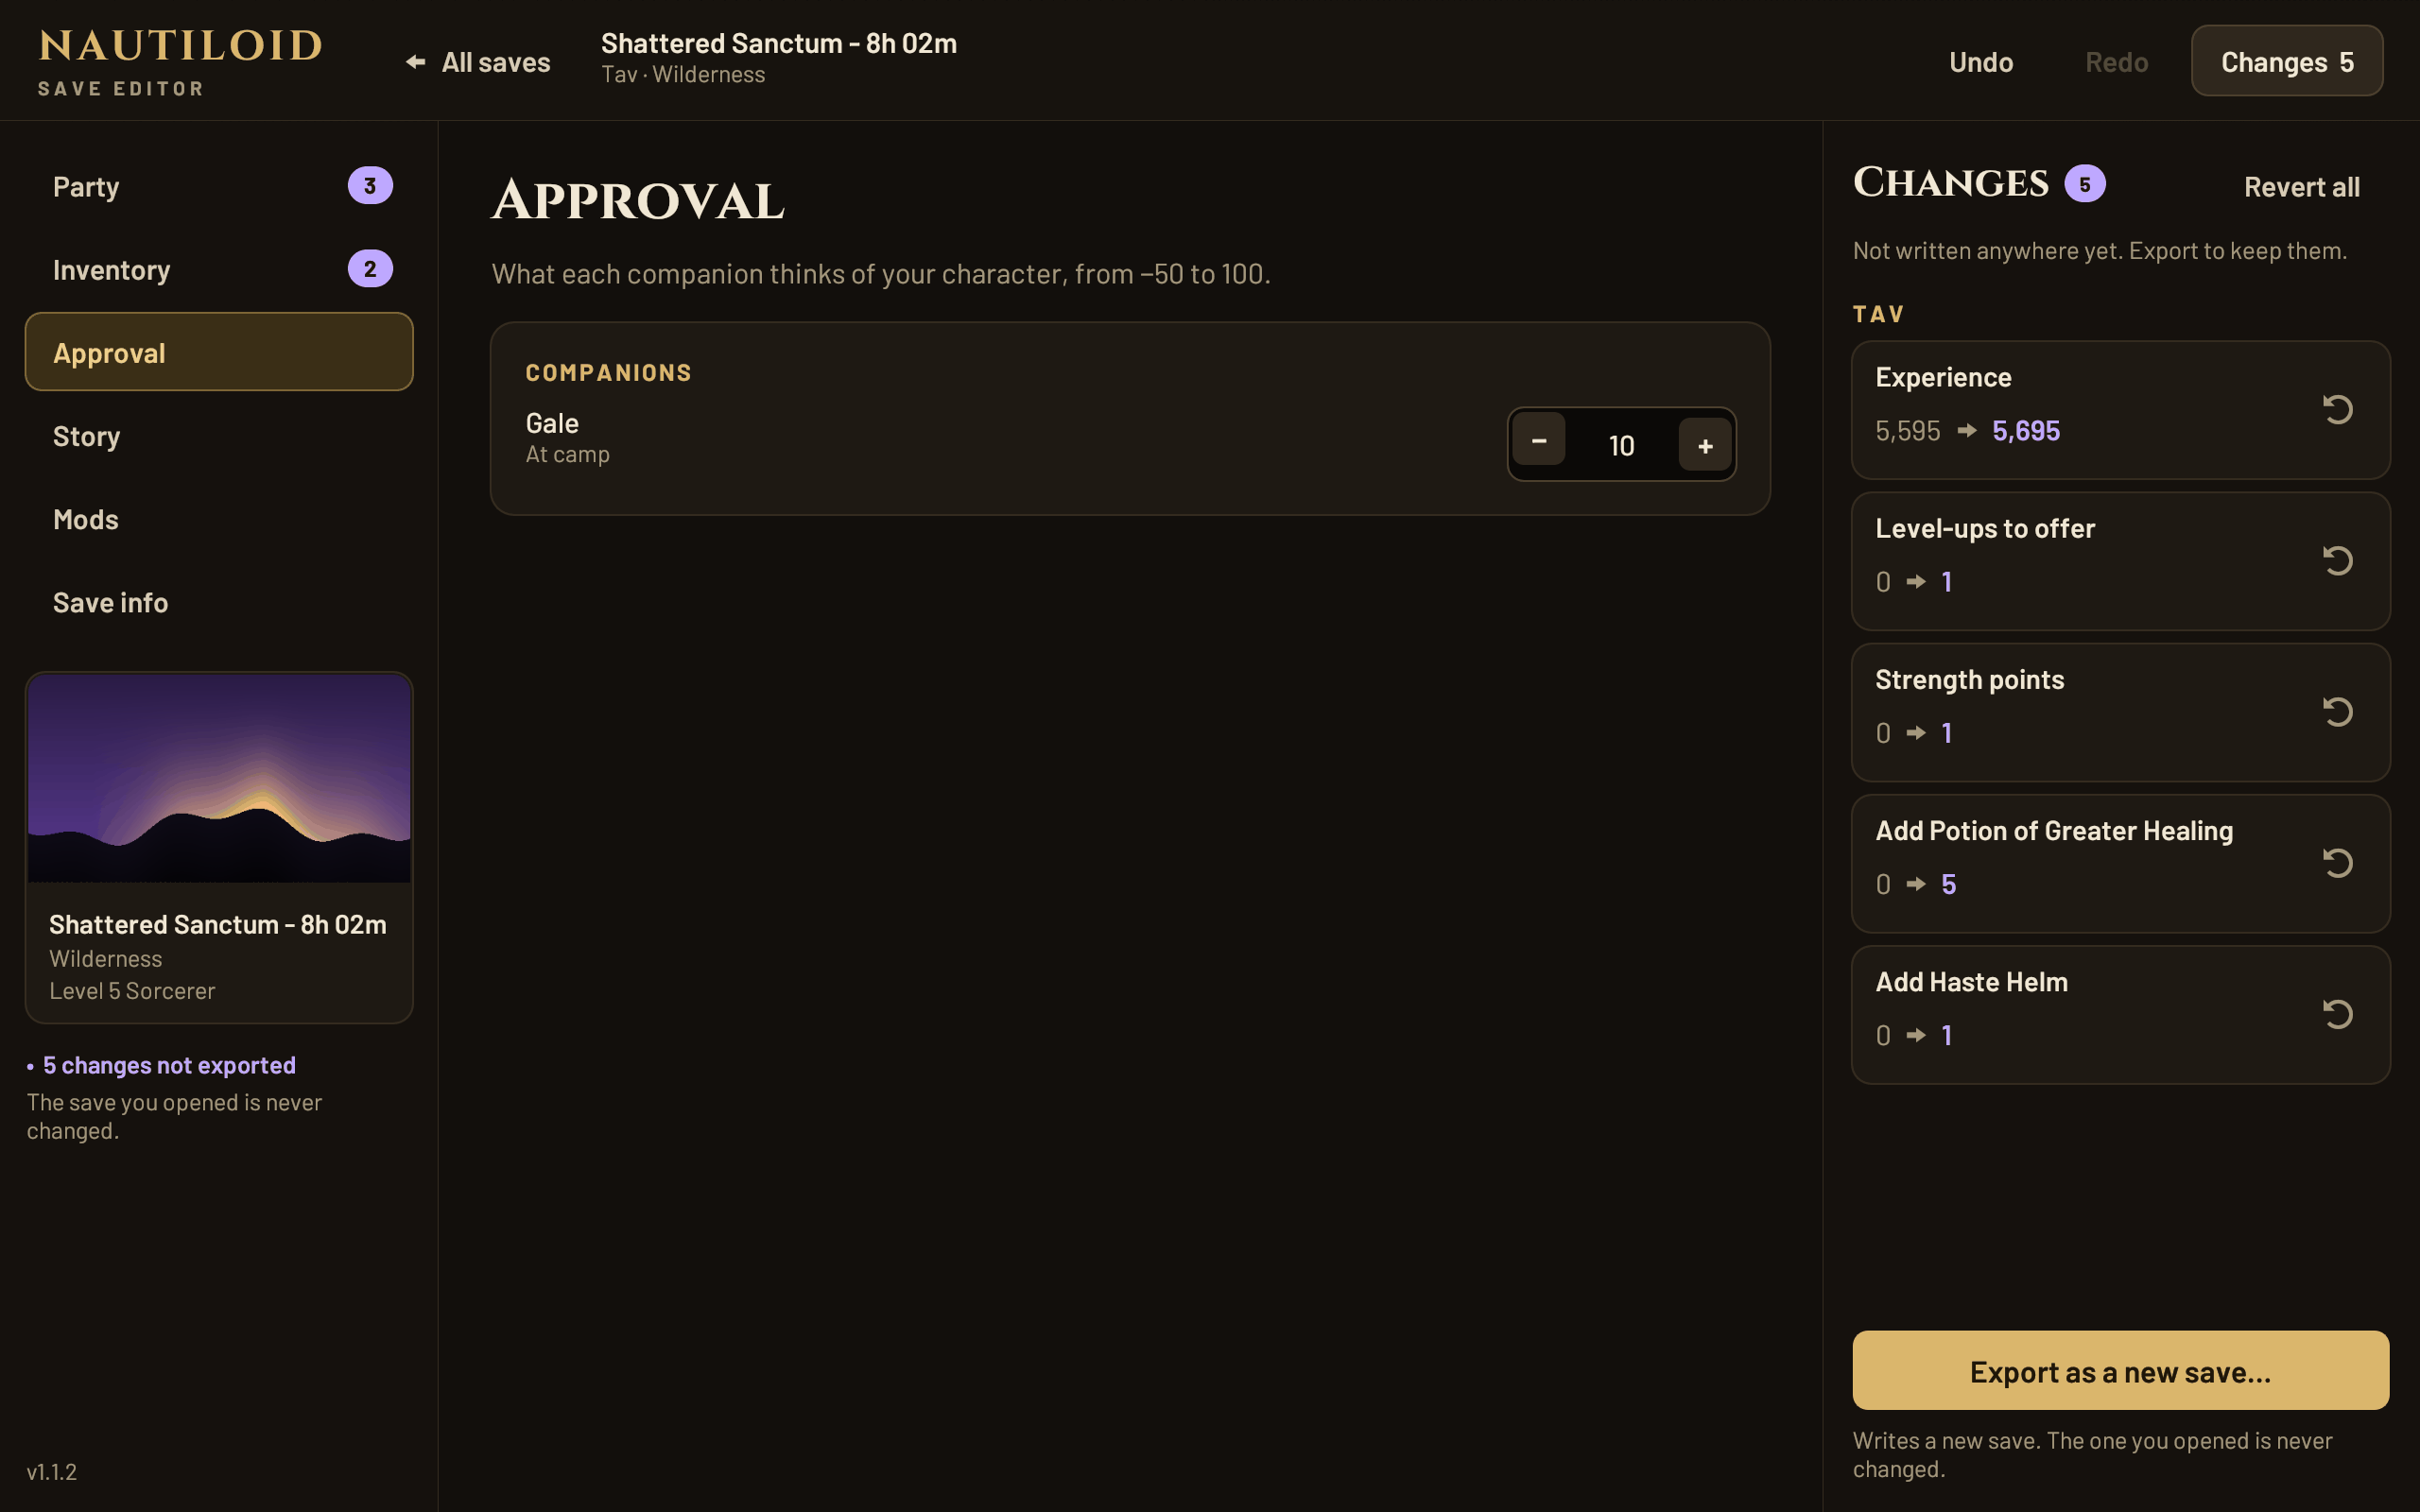 NAUTILOID
SAVE EDITOR
All saves
Shattered Sanctum - 8h 02m
Tav · Wilderness
Undo
Redo
Changes 5
Party 3
Inventory 2
Approval
Story
Mods
Save info
Shattered Sanctum - 8h 02m
Wilderness
Level 5 Sorcerer
• 5 changes not exported
The save you opened is never
changed.
v1.1.2
APPROVAL
What each companion thinks of your character, from −50 to 100.
COMPANIONS
Gale
At camp
− 10 +
CHANGES 5
Revert all
Not written anywhere yet. Export to keep them.
TAV
Experience
5,595 → 5,695
Level-ups to offer
0 → 1
Strength points
0 → 1
Add Potion of Greater Healing
0 → 5
Add Haste Helm
0 → 1
Export as a new save...
Writes a new save. The one you opened is never
changed.